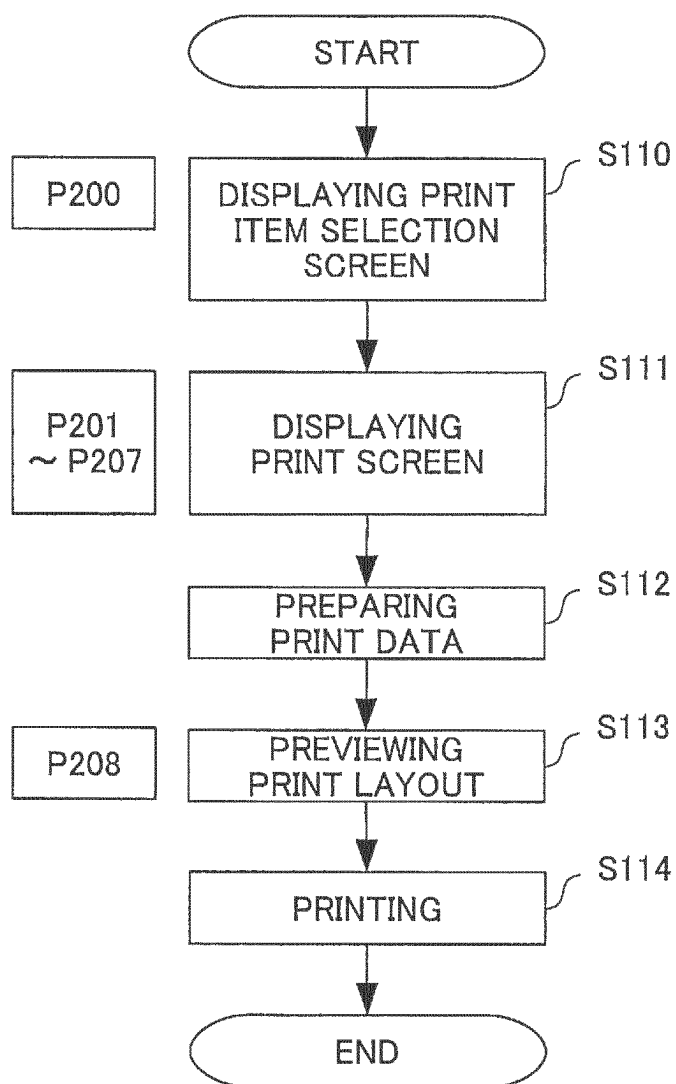 START
S110
P200
DISPLAYING PRINT
ITEM SELECTION
SCREEN
S111
P201
~ P207
DISPLAYING
PRINT SCREEN
S112
PREPARING
PRINT DATA
S113
P208
PREVIEWING
PRINT LAYOUT
S114
PRINTING
END